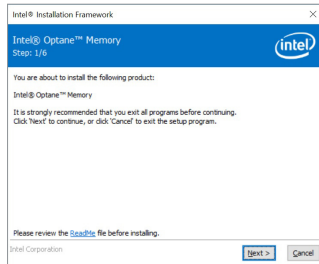 Intel® Installation Framework
Intel® Optane™ Memory
Step: 1/6
intel
You are about to install the following product:
Intel® Optane™ Memory
It is strongly recommended that you exit all programs before continuing.
Click 'Next' to continue, or click 'Cancel' to exit the setup program.
Please review the ReadMe file before installing.
Intel Corporation
Next >
Cancel